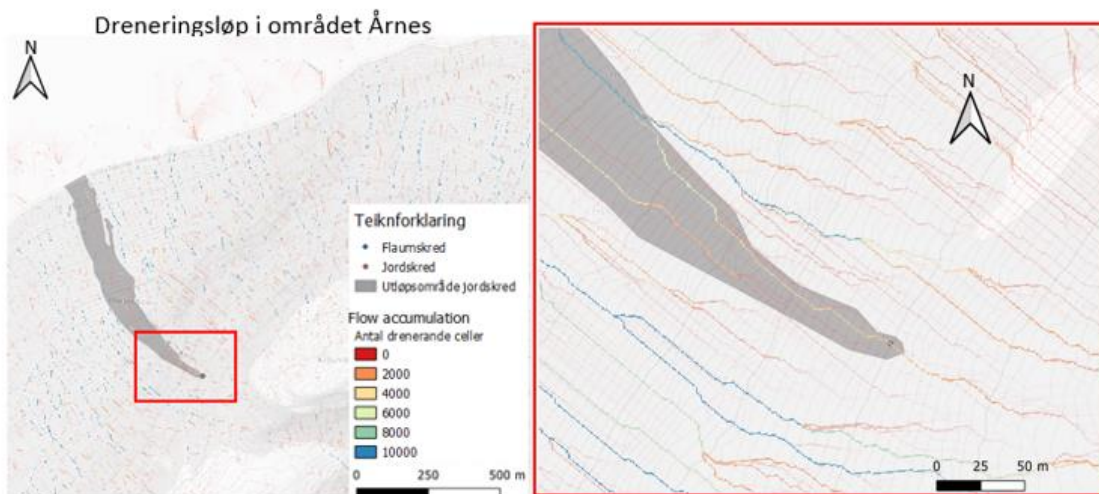 Dreneringsløp i området Årnes
N
Teiknforklaring
Flaumskred
Jordskred
Utløpsområde jordskred
Flow accumulation
Antal drenerande celler
0
2000
4000
6000
8000
10000
0 250 500 m
N
0 25 50 m